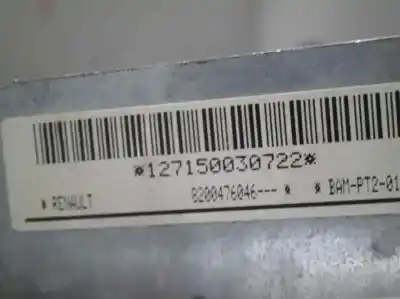 *127150030722*
8200476046--- *
* RENAULT * BAM-PT2-01